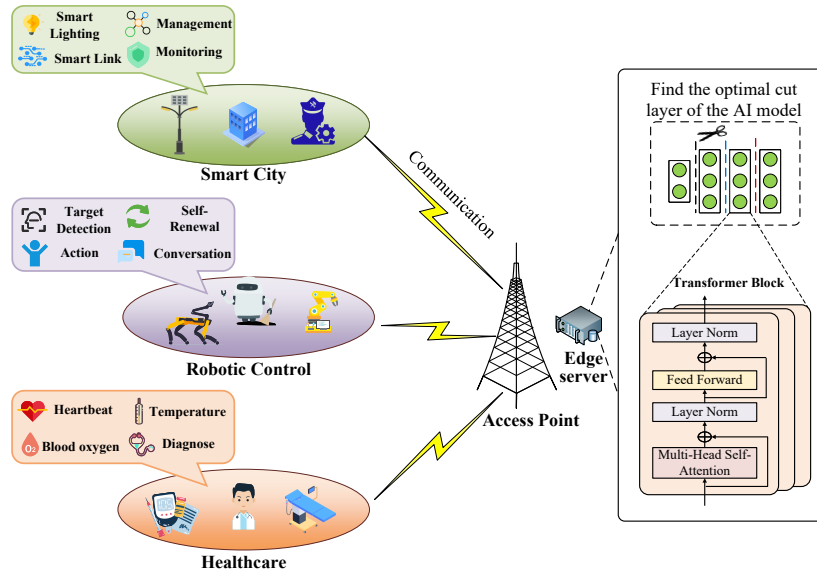 Smart
Lighting
Management
Smart Link
Monitoring
Smart City
Target
Detection
Self-
Renewal
Action
Conversation
Robotic Control
Heartbeat
Temperature
O2
Blood oxygen
Diagnose
Healthcare
Communication
Access Point
Edge
server
Find the optimal cut
layer of the AI model
Transformer Block
Layer Norm
Feed Forward
Layer Norm
Multi-Head Self-
Attention